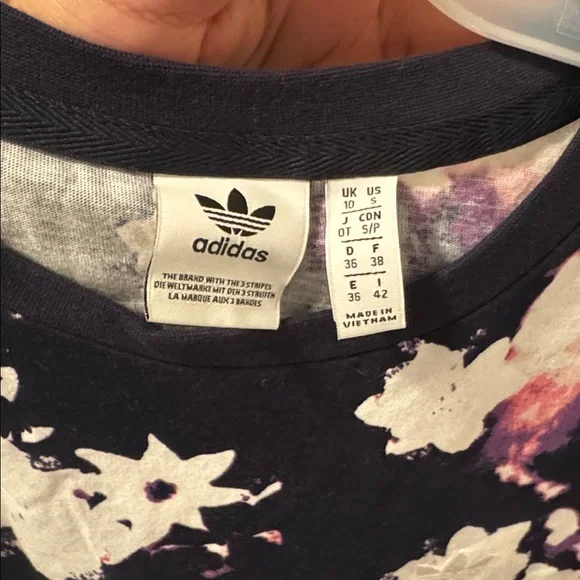 adidas
THE BRAND WITH THE 3 STRIPES
DIE WELTMARKE MIT DEN 3 STREIFEN
LA MARQUE AUX 3 BANDES
UK US
10 S
J CDN
OT S/P
D F
36 38
E I
36 42
MADE IN
VIETNAM